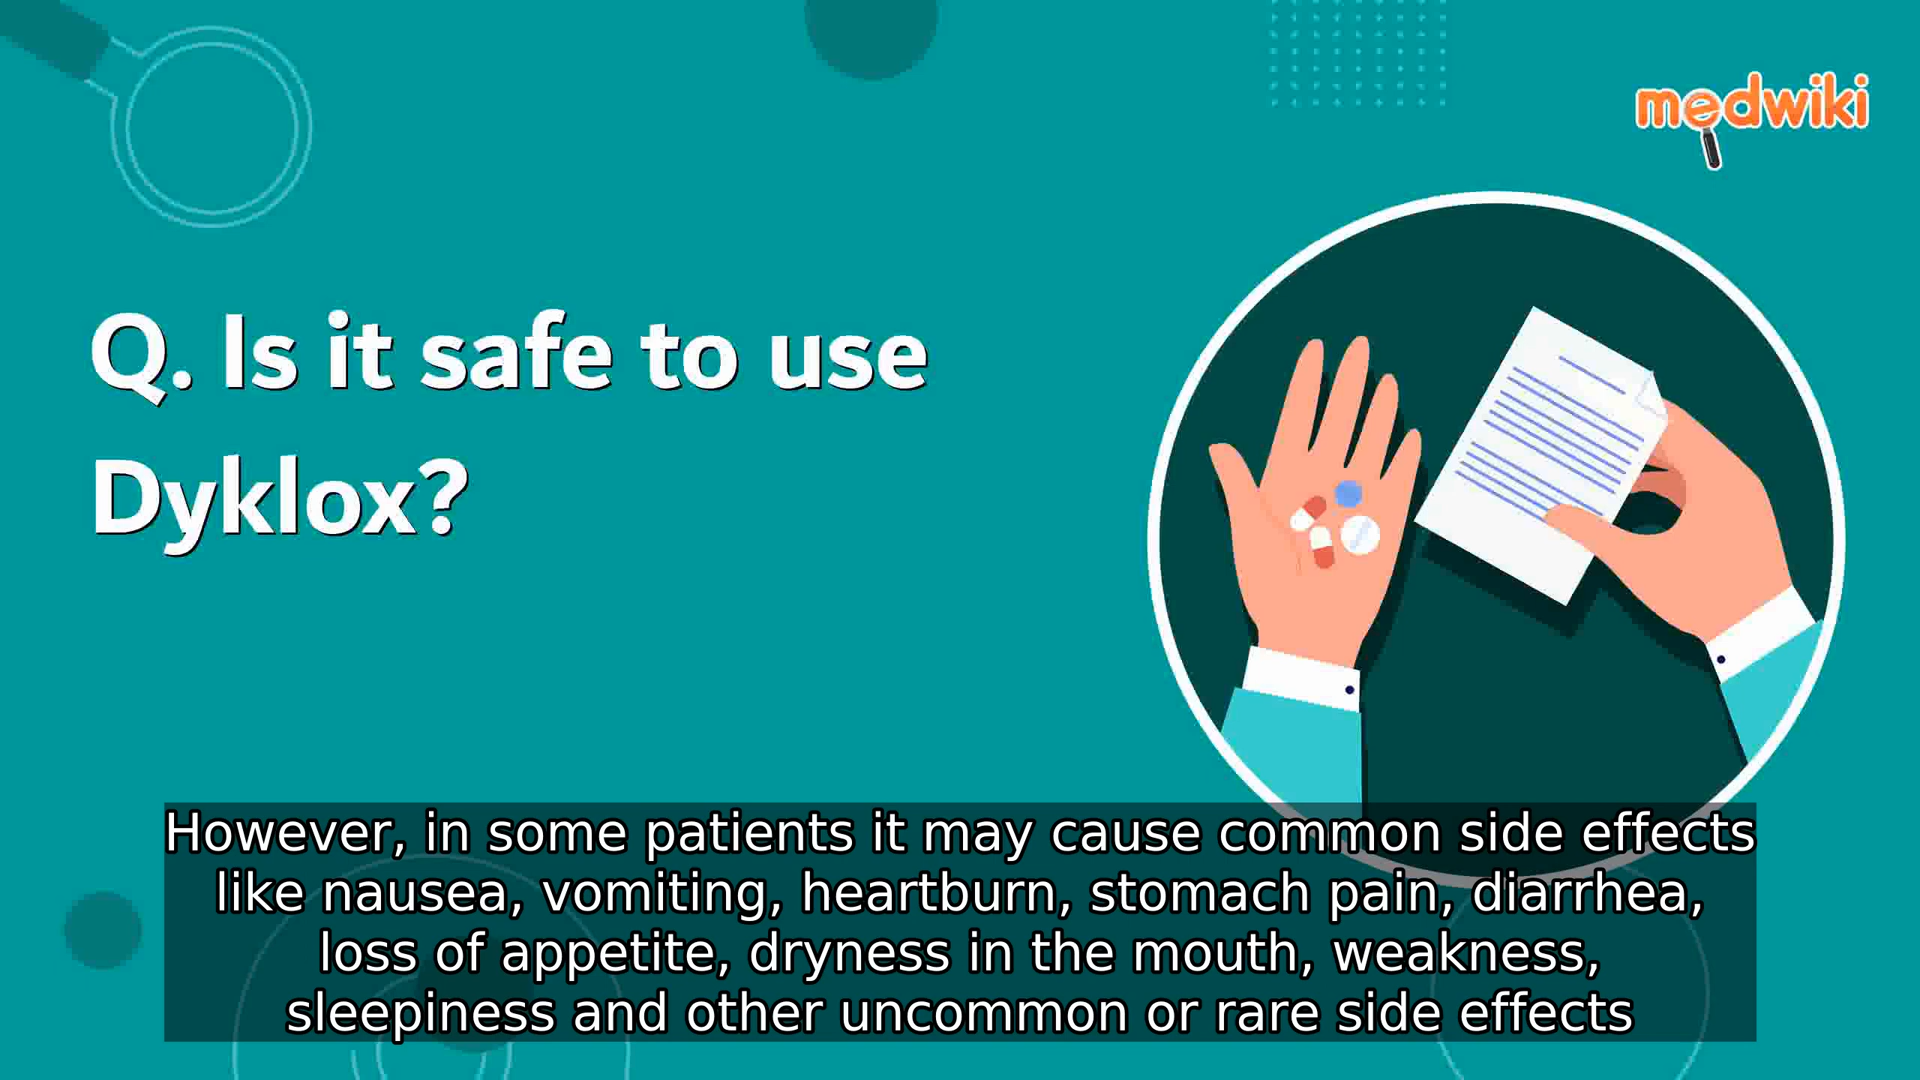 medwiki
Q. Is it safe to use
Dyklox?
However, in some patients it may cause common side effects
like nausea, vomiting, heartburn, stomach pain, diarrhea,
loss of appetite, dryness in the mouth, weakness,
sleepiness and other uncommon or rare side effects